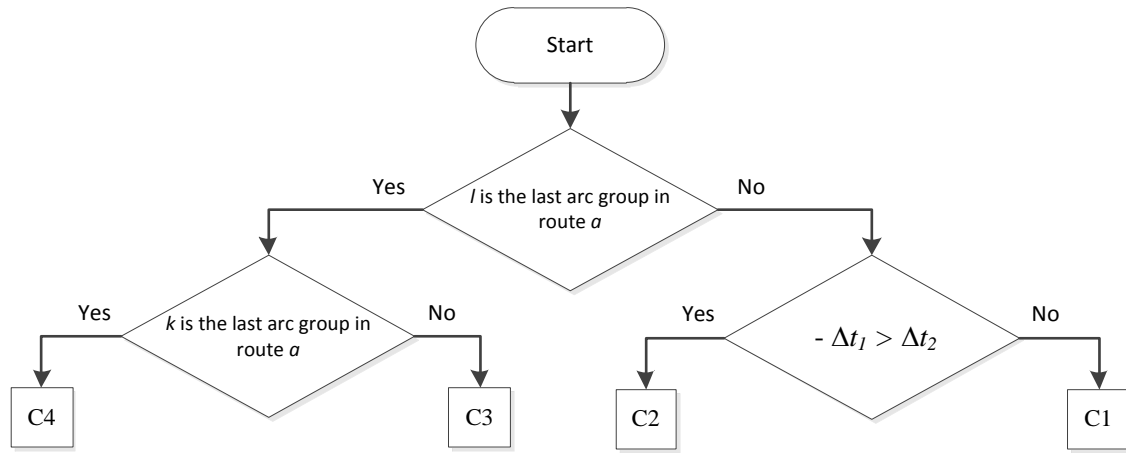 Start
Yes
No
l is the last arc group in
route a
Yes
No
k is the last arc group in
route a
Yes
No
- Δt₁ > Δt₂
C4
C3
C2
C1